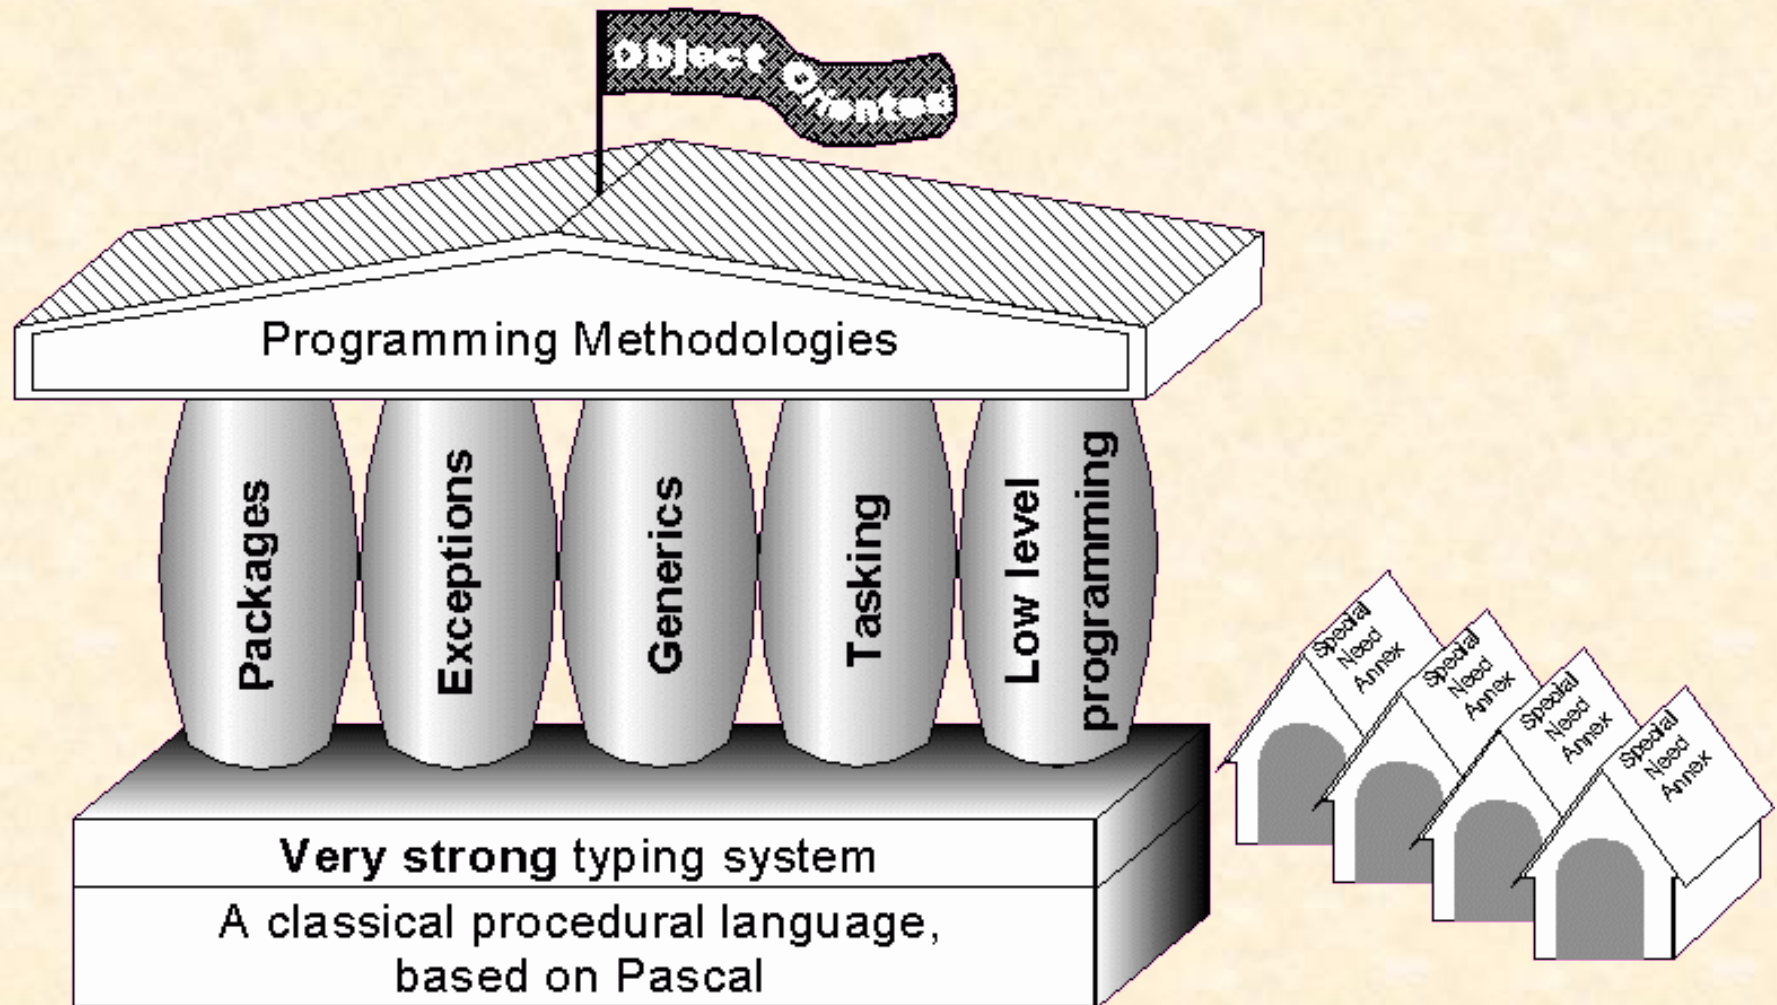 Object Oriented
Programming Methodologies
Packages
Exceptions
Generics
Tasking
Low level
programming
Special
Need
Annex
Special
Need
Annex
Special
Need
Annex
Special
Need
Annex
Very strong typing system
A classical procedural language,
based on Pascal